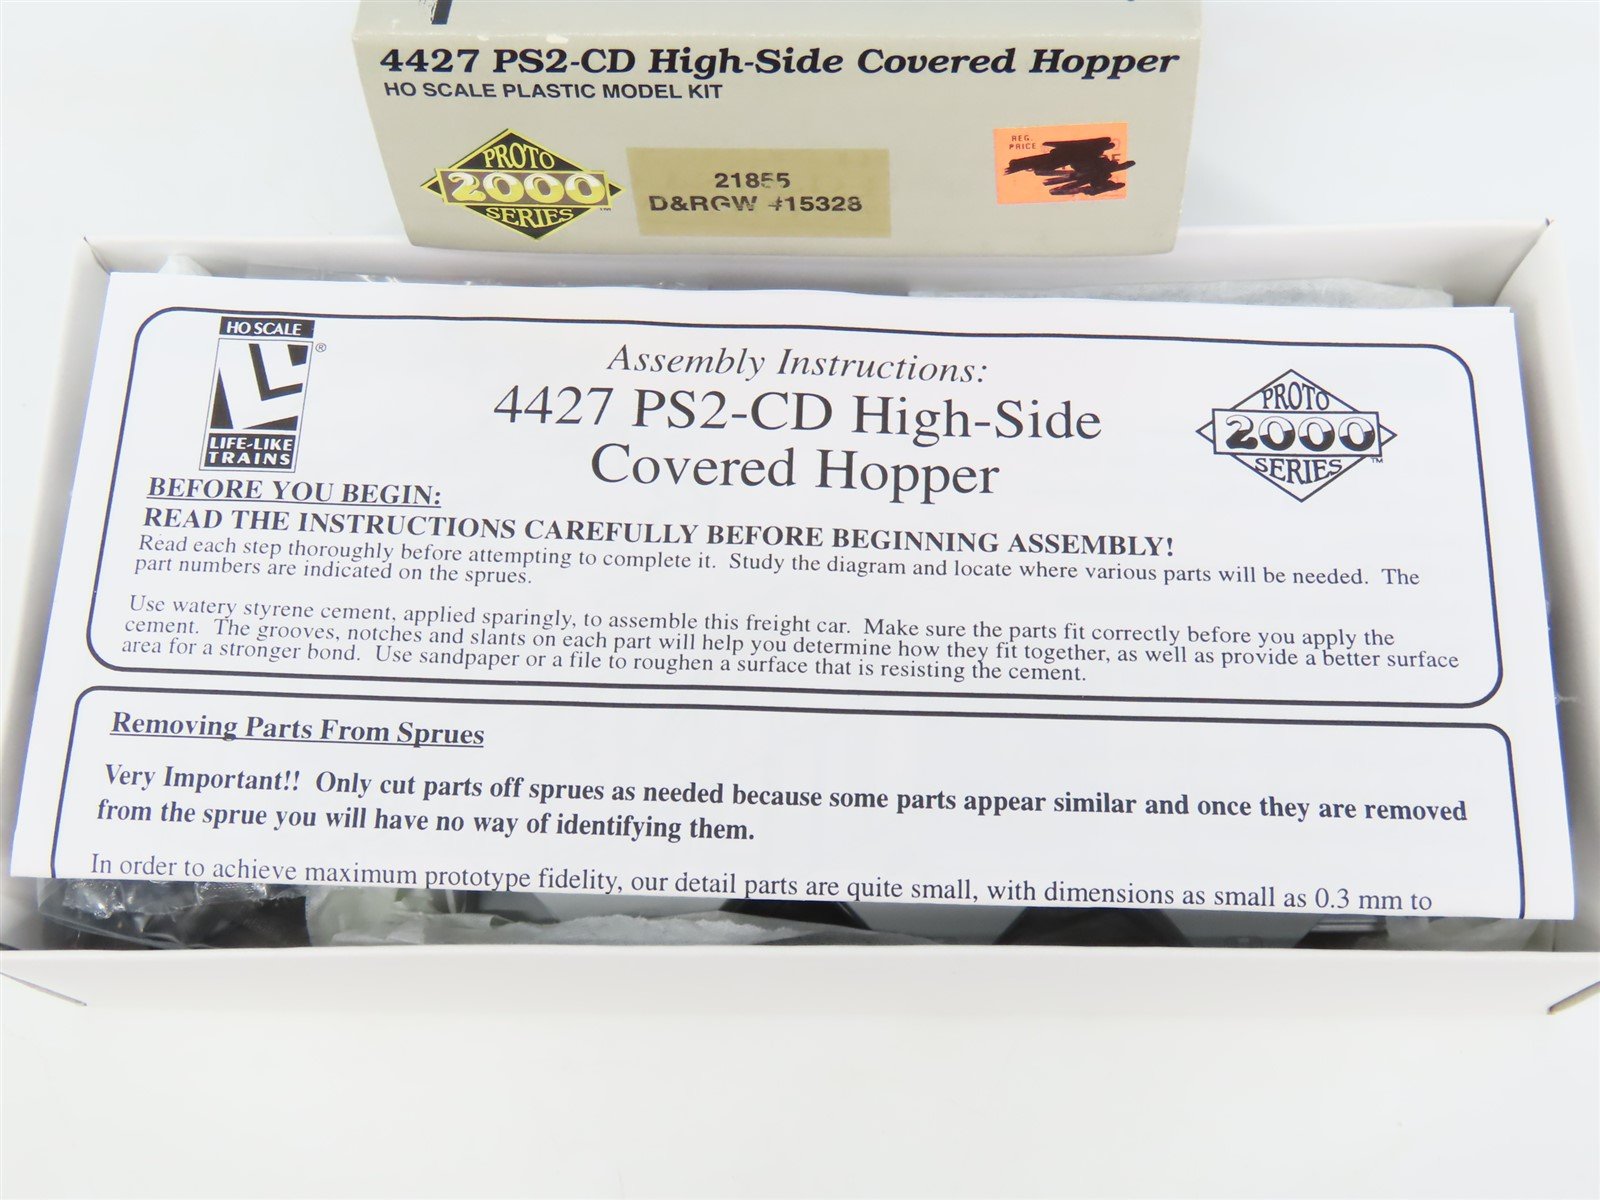 4427 PS2-CD High-Side Covered Hopper
HO SCALE PLASTIC MODEL KIT
PROTO
2000
SERIES
TM
21855
D&RGW #15328
REG.
PRICE
HO SCALE
®
LIFE-LIKE
TRAINS
Assembly Instructions:
4427 PS2-CD High-Side
Covered Hopper
PROTO
2000
SERIES
TM
BEFORE YOU BEGIN:
READ THE INSTRUCTIONS CAREFULLY BEFORE BEGINNING ASSEMBLY!
Read each step thoroughly before attempting to complete it. Study the diagram and locate where various parts will be needed. The
part numbers are indicated on the sprues.
Use watery styrene cement, applied sparingly, to assemble this freight car. Make sure the parts fit correctly before you apply the
cement. The grooves, notches and slants on each part will help you determine how they fit together, as well as provide a better surface
area for a stronger bond. Use sandpaper or a file to roughen a surface that is resisting the cement.
Removing Parts From Sprues
Very Important!! Only cut parts off sprues as needed because some parts appear similar and once they are removed
from the sprue you will have no way of identifying them.
In order to achieve maximum prototype fidelity, our detail parts are quite small, with dimensions as small as 0.3 mm to